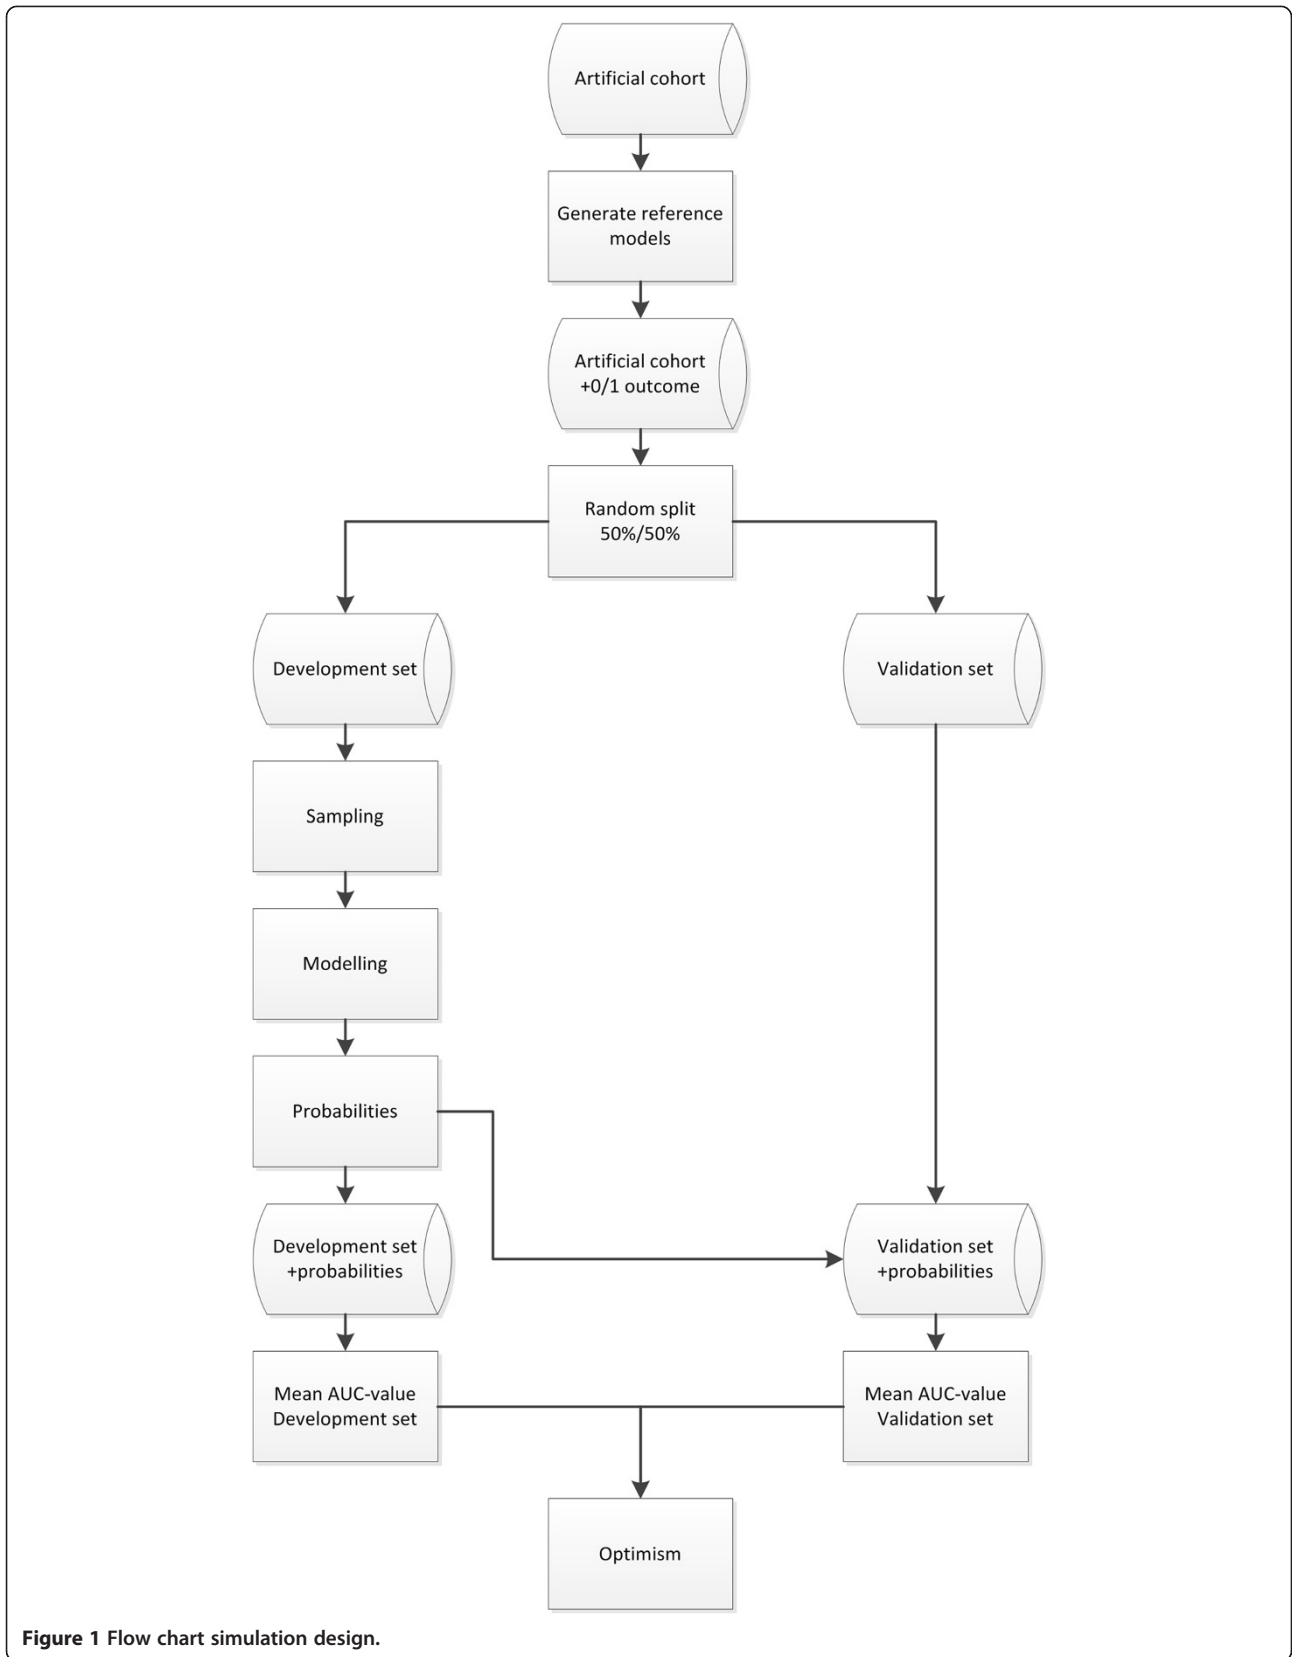 Artificial cohort
Generate reference
models
Artificial cohort
+0/1 outcome
Random split
50%/50%
Development set
Validation set
Sampling
Modelling
Probabilities
Development set
+probabilities
Validation set
+probabilities
Mean AUC-value
Development set
Mean AUC-value
Validation set
Optimism
Figure 1 Flow chart simulation design.